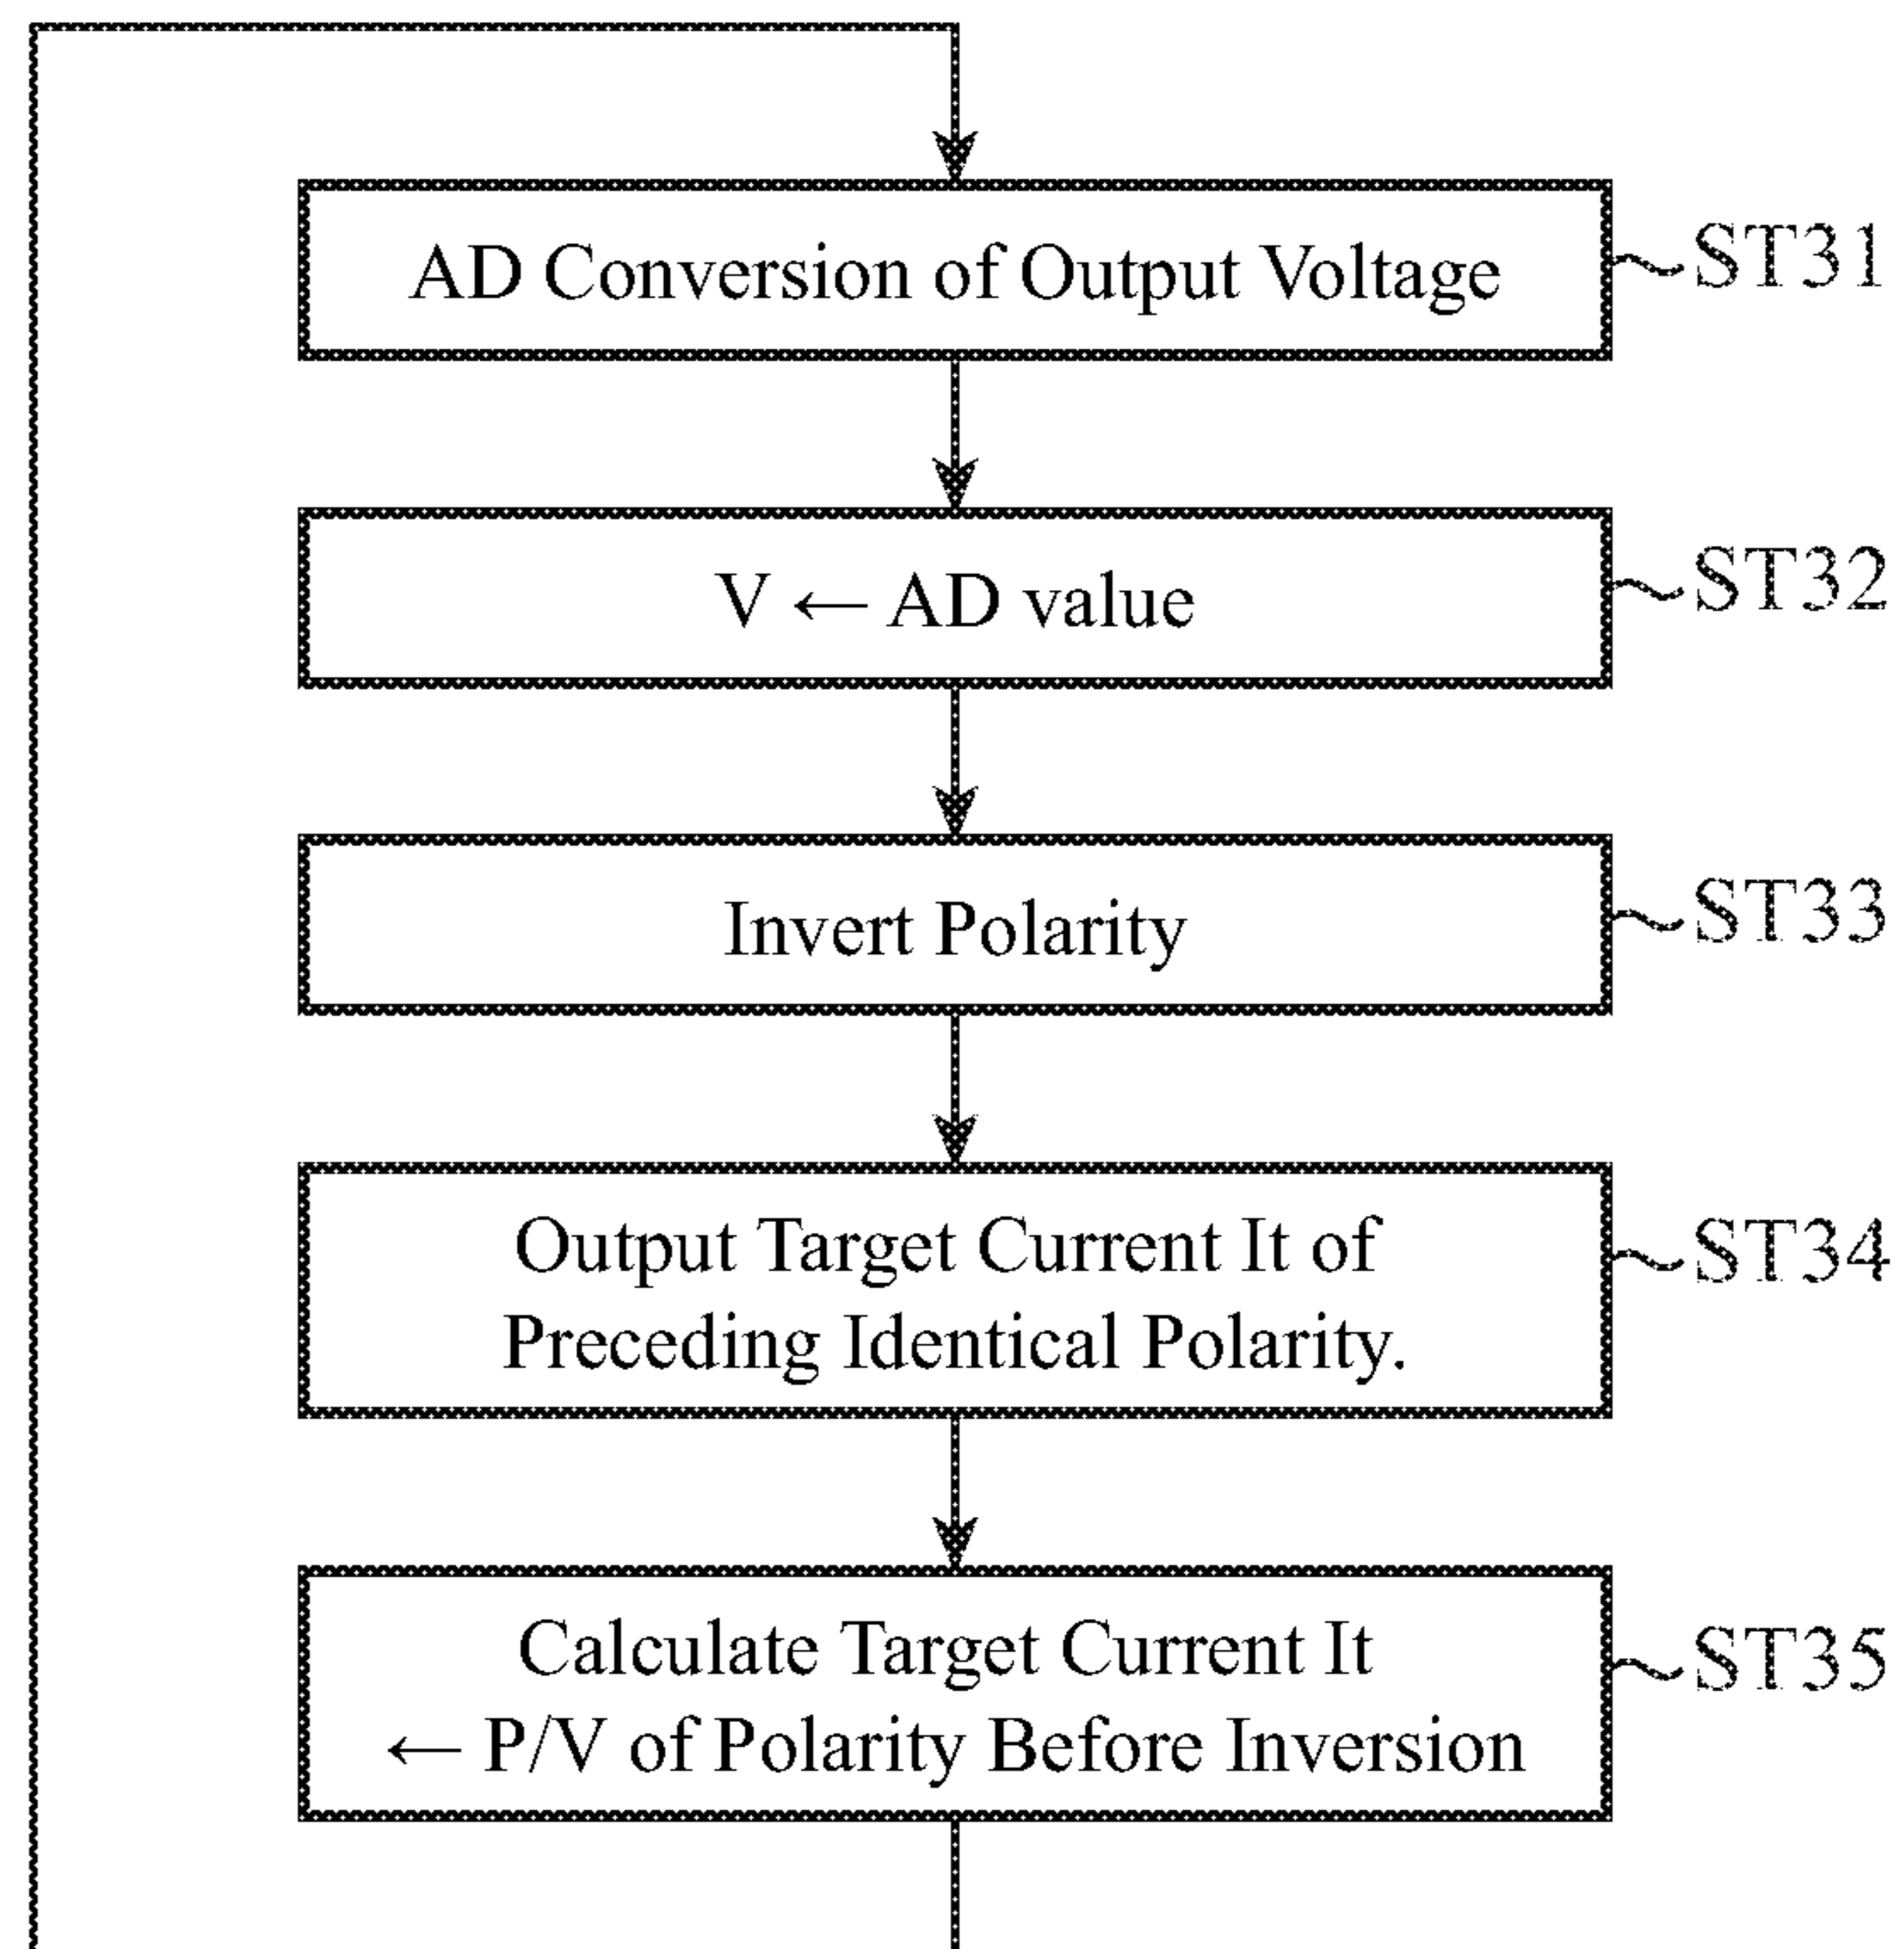 AD Conversion of Output Voltage
ST31
V ← AD value
ST32
Invert Polarity
ST33
Output Target Current It of
Preceding Identical Polarity.
ST34
Calculate Target Current It
← P/V of Polarity Before Inversion
ST35